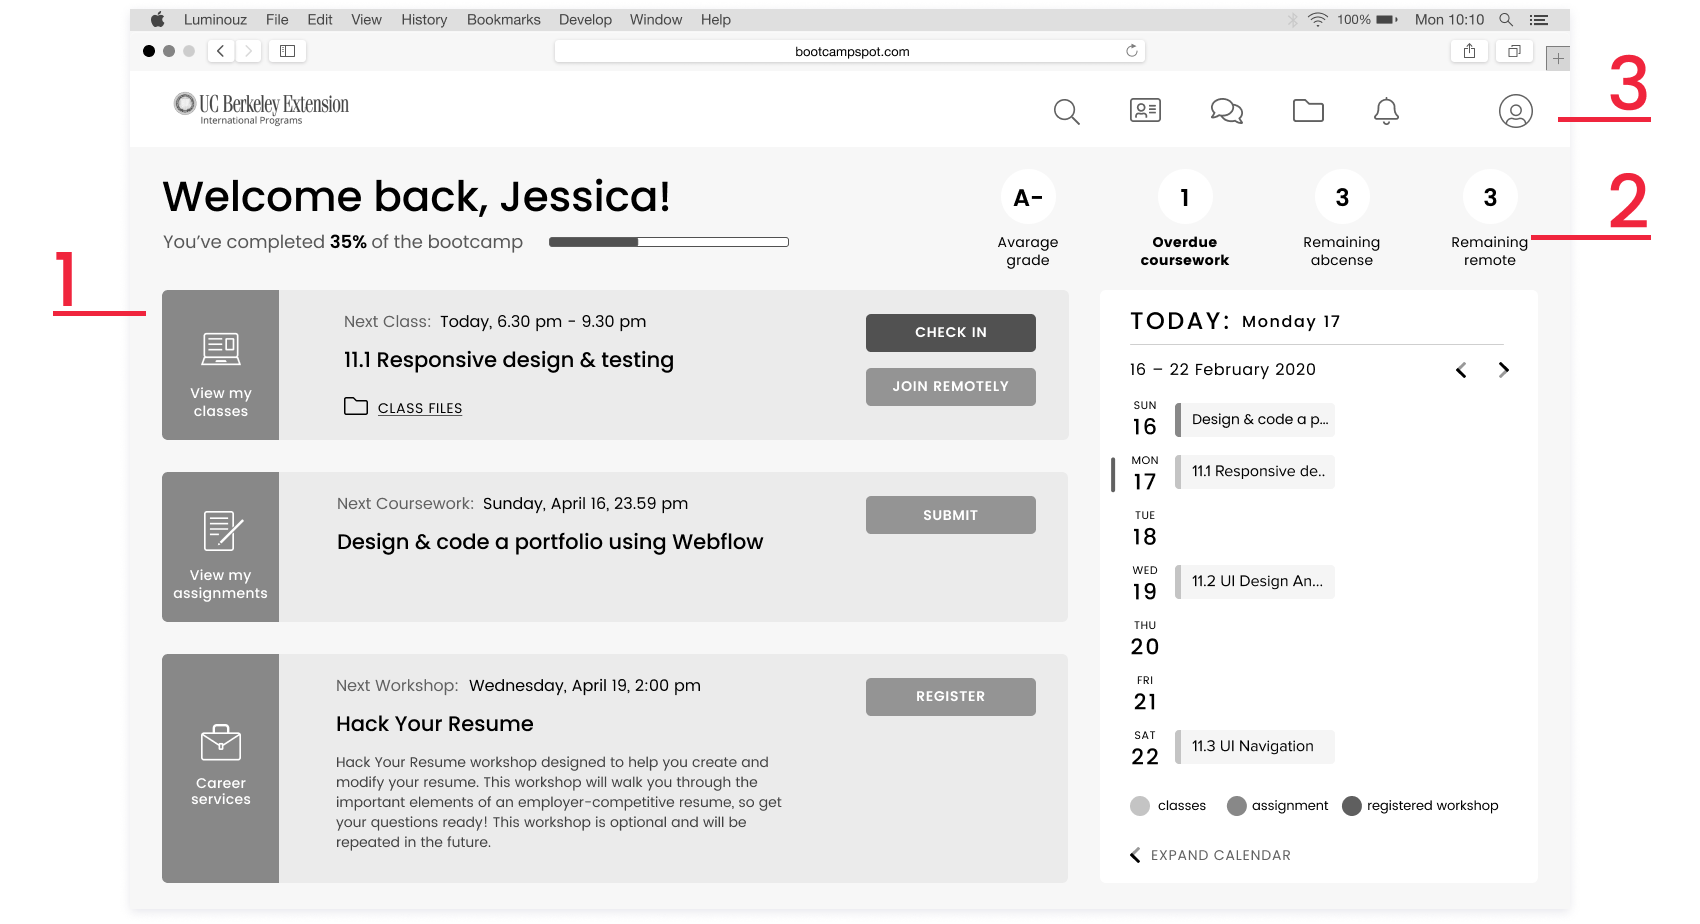 Luminouz File Edit View History Bookmarks Develop Window Help 100% Mon 10:10
bootcampspot.com
3
UC Berkeley Extension
International Programs
Welcome back, Jessica!
You've completed 35% of the bootcamp
A-
Avarage
grade
1
Overdue
coursework
3
Remaining
abcense
3
Remaining
remote
2
1
View my
classes
Next Class: Today, 6.30 pm - 9.30 pm
11.1 Responsive design & testing
CLASS FILES
CHECK IN
JOIN REMOTELY
View my
assignments
Next Coursework: Sunday, April 16, 23.59 pm
Design & code a portfolio using Webflow
SUBMIT
Career
services
Next Workshop: Wednesday, April 19, 2:00 pm
Hack Your Resume
Hack Your Resume workshop designed to help you create and
modify your resume. This workshop will walk you through the
important elements of an employer-competitive resume, so get
your questions ready! This workshop is optional and will be
repeated in the future.
REGISTER
TODAY: Monday 17
16 – 22 February 2020
SUN
16
Design & code a p...
MON
17
11.1 Responsive de..
TUE
18
WED
19
11.2 UI Design An...
THU
20
FRI
21
SAT
22
11.3 UI Navigation
classes assignment registered workshop
EXPAND CALENDAR